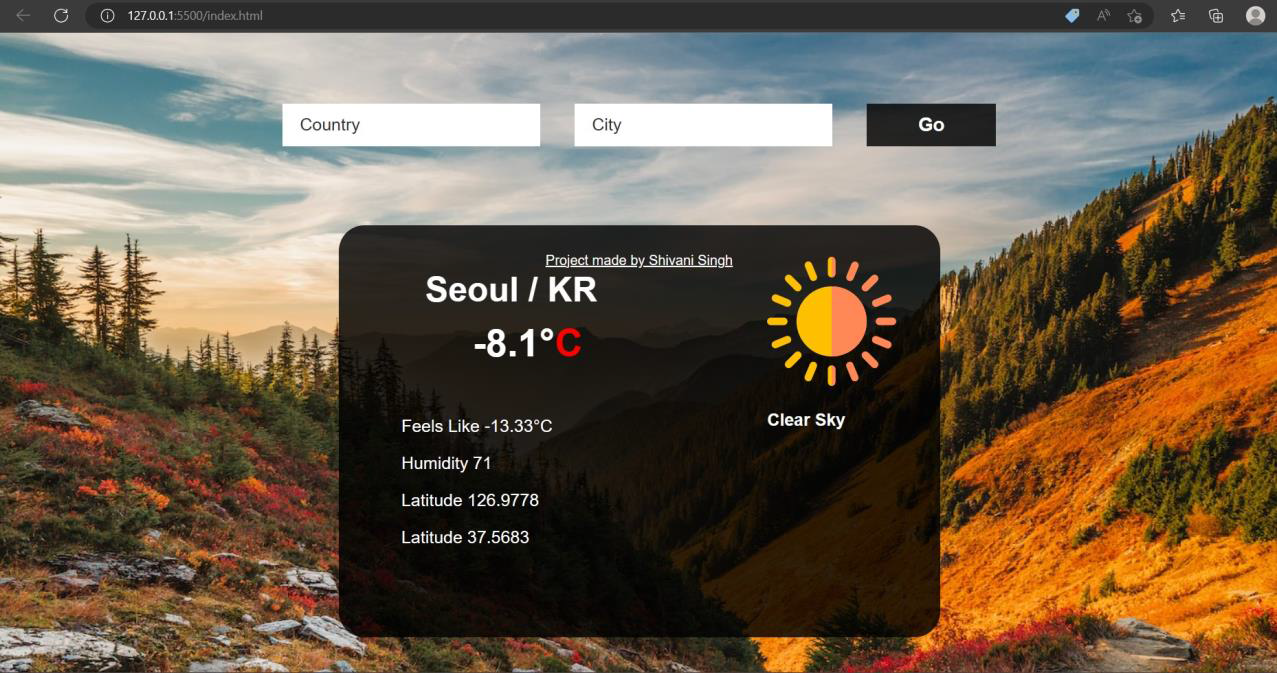 127.0.0.1:5500/index.html
Country
City
Go
Project made by Shivani Singh
Seoul / KR
-8.1°C
Clear Sky
Feels Like -13.33°C
Humidity 71
Latitude 126.9778
Latitude 37.5683